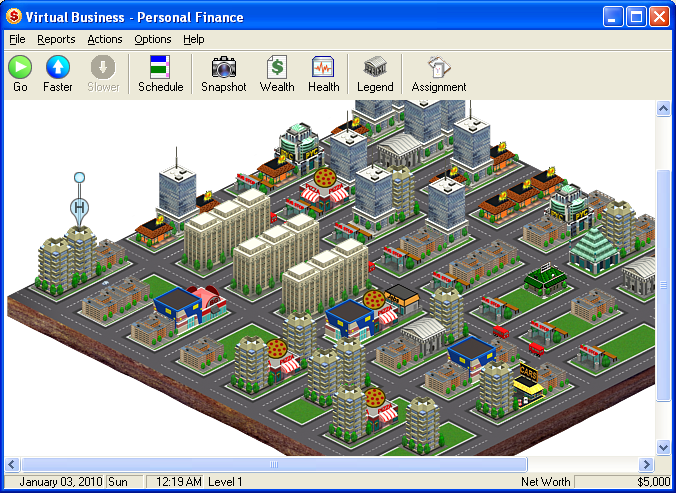 Virtual Business - Personal Finance
File Reports Actions Options Help
Go Faster Slower Schedule Snapshot Wealth Health Legend Assignment
H
CARS
January 03, 2010 Sun 12:19 AM Level 1 Net Worth $5,000